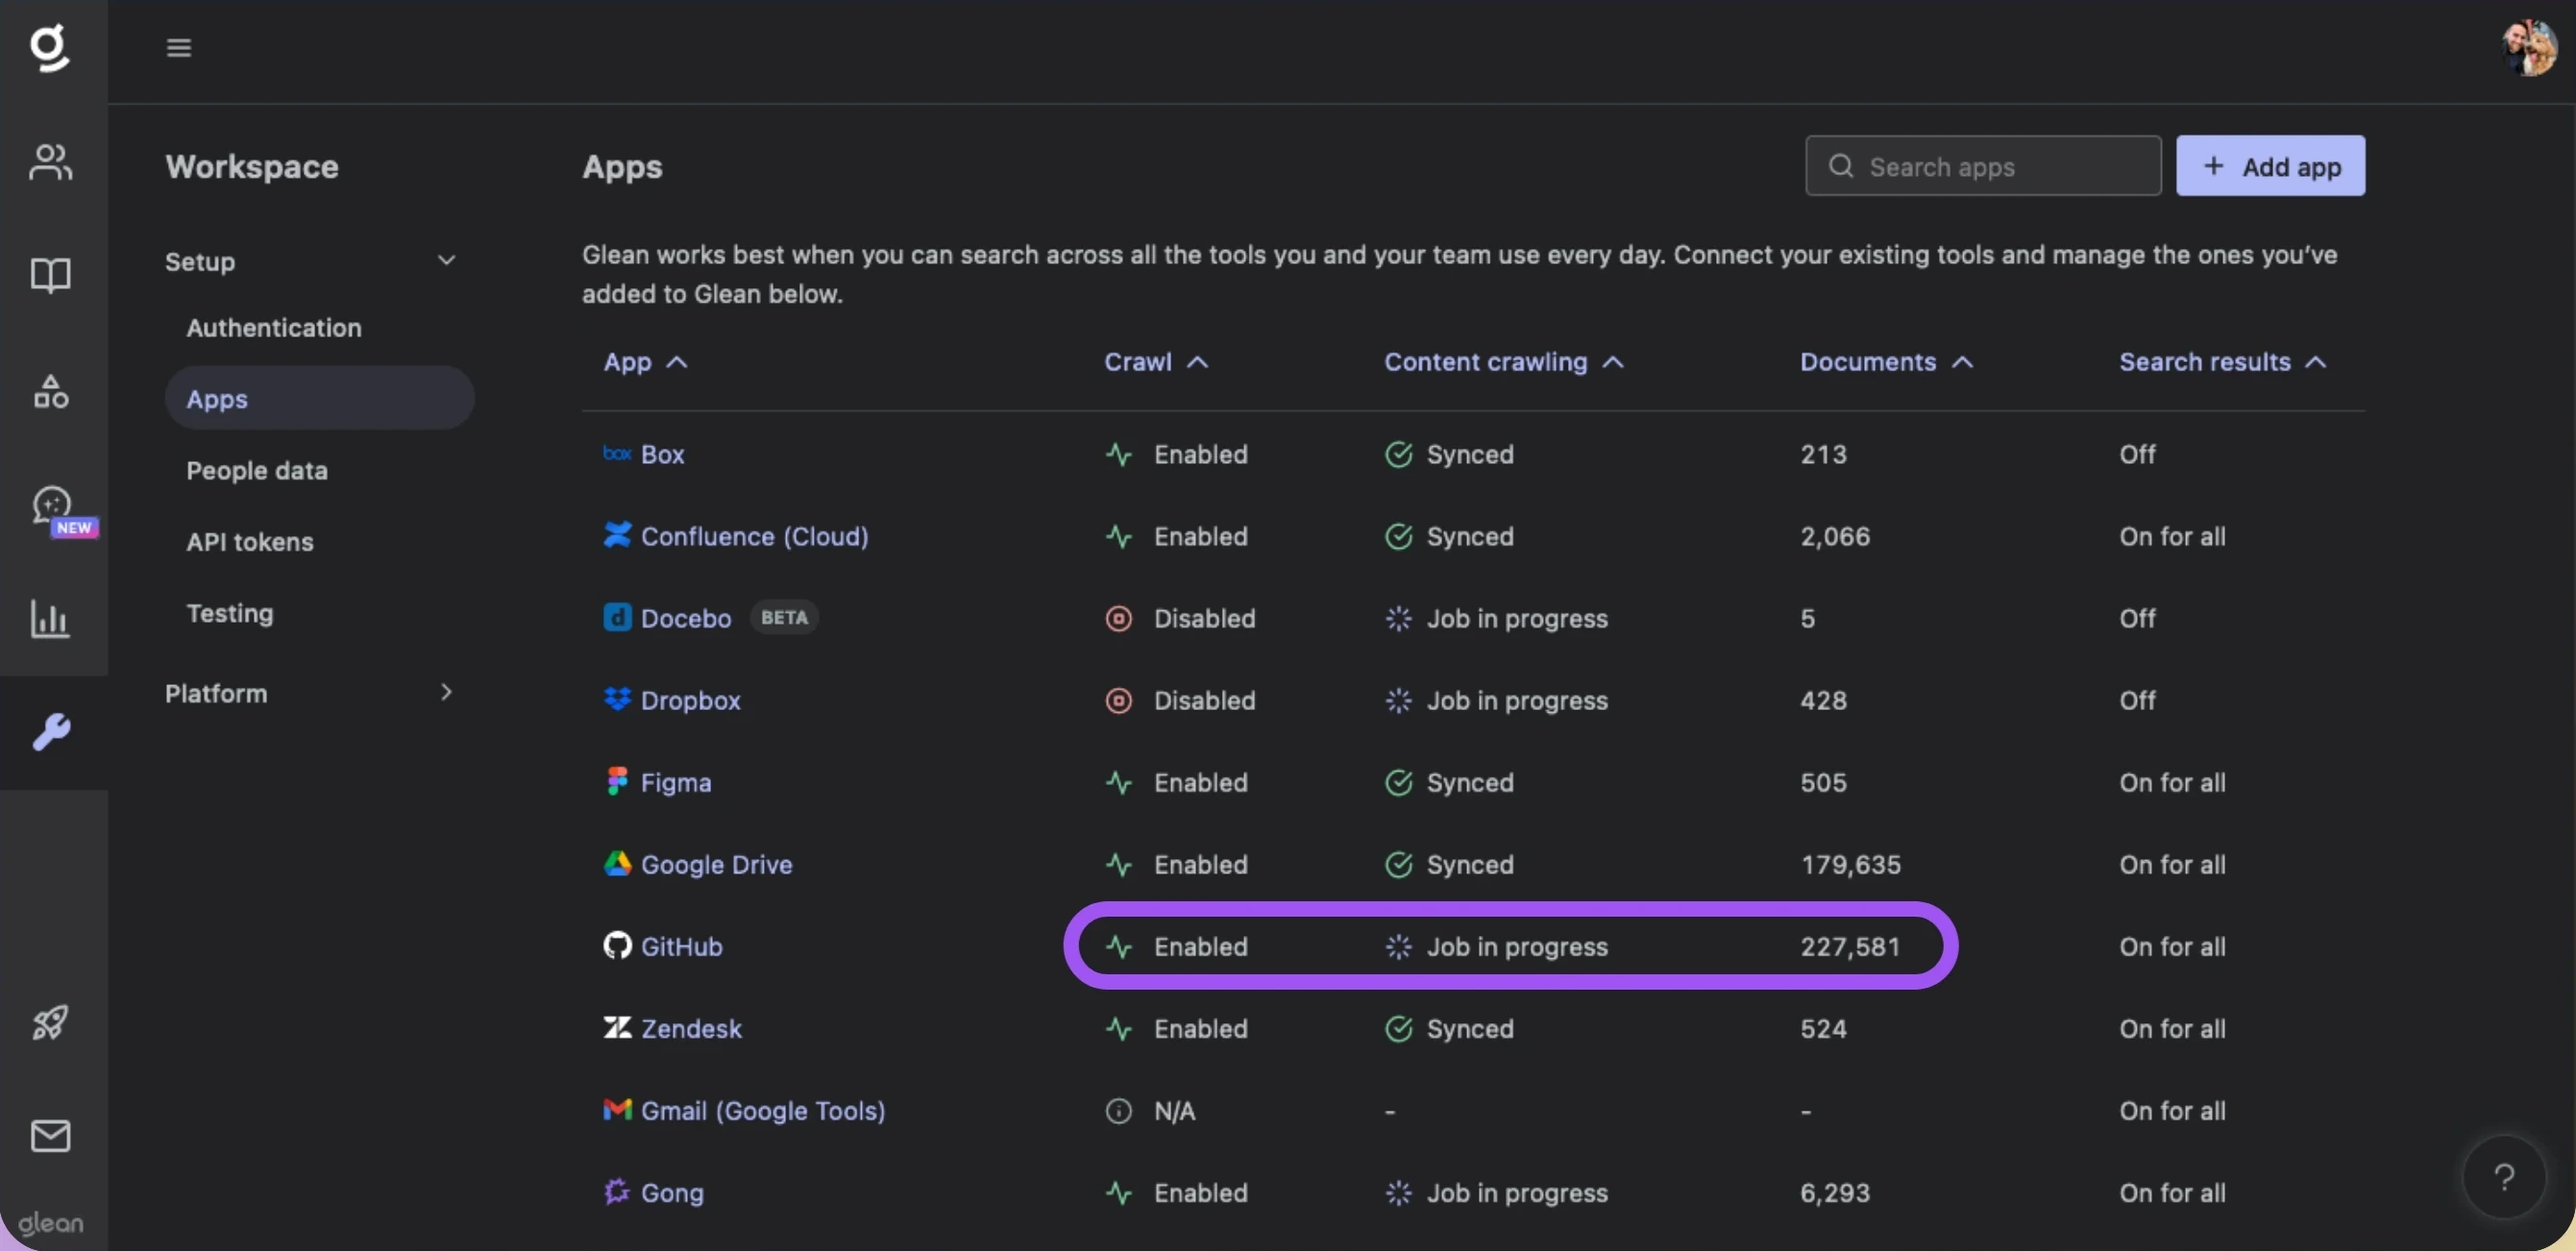 Workspace
Setup
Authentication
Apps
People data
API tokens
Testing
Platform
NEW
glean
Apps
Search apps
+ Add app
Glean works best when you can search across all the tools you and your team use every day. Connect your existing tools and manage the ones you’ve
added to Glean below.
App Crawl Content crawling Documents Search results
box Box Enabled Synced 213 Off
Confluence (Cloud) Enabled Synced 2,066 On for all
d Docebo BETA Disabled Job in progress 5 Off
Dropbox Disabled Job in progress 428 Off
Figma Enabled Synced 505 On for all
Google Drive Enabled Synced 179,635 On for all
GitHub Enabled Job in progress 227,581 On for all
Zendesk Enabled Synced 524 On for all
Gmail (Google Tools) N/A - - On for all
Gong Enabled Job in progress 6,293 On for all
?